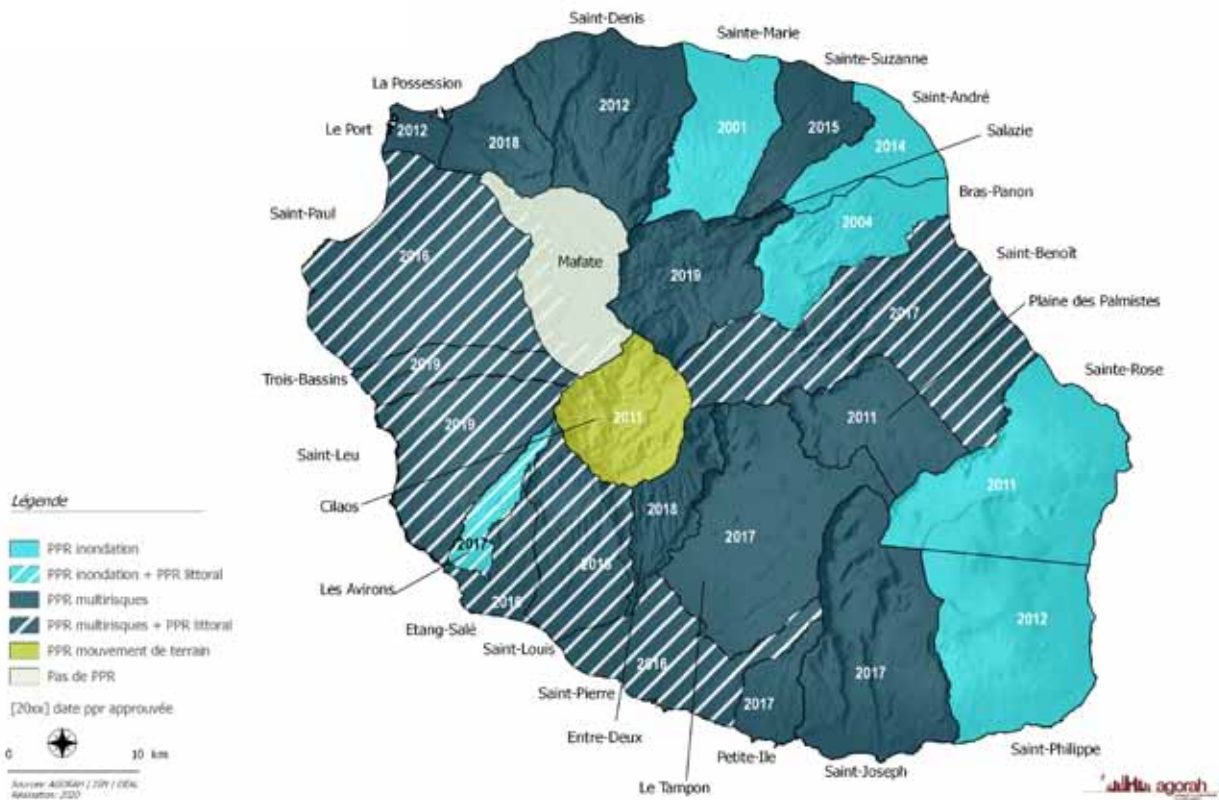 Saint-Denis
Sainte-Marie
Sainte-Suzanne
La Possession
Saint-André
Le Port
2012
2018
2012
2001
2015
2014
Salazie
Bras-Panon
Saint-Paul
2004
Saint-Benoît
2016
Mafate
2019
Plaine des Palmistes
2017
Trois-Bassins
2019
Sainte-Rose
2011
2011
2019
Saint-Leu
Cilaos
2011
2018
2017
2017
Les Avirons
2016
2016
Etang-Salé
Saint-Louis
2012
2016
2017
2017
Saint-Pierre
Entre-Deux
Petite-Ile
Saint-Joseph
Saint-Philippe
Le Tampon
Légende
PPR inondation
PPR inondation + PPR littoral
PPR multirisques
PPR multirisques + PPR littoral
PPR mouvement de terrain
Pas de PPR
[20xx] date ppr approuvée
0 10 km
Sources: AGORAH
Réalisation: 2020
agorah